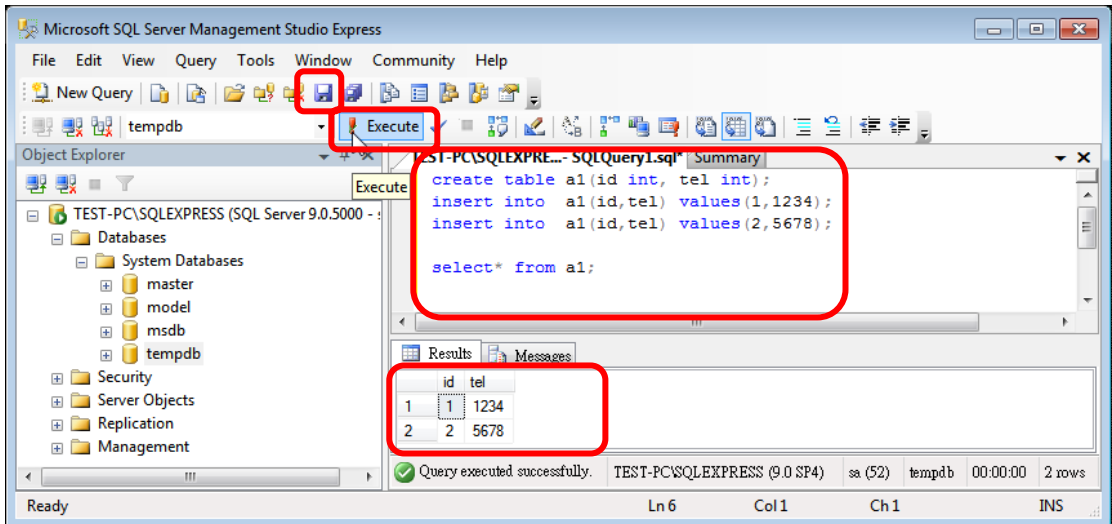 Microsoft SQL Server Management Studio Express
File Edit View Query Tools Window Community Help
New Query
tempdb Execute
Object Explorer
TEST-PC\SQLEXPRE...- SQLQuery1.sql* Summary
Execute
create table a1(id int, tel int);
insert into a1(id,tel) values(1,1234);
insert into a1(id,tel) values(2,5678);
select* from a1;
TEST-PC\SQLEXPRESS (SQL Server 9.0.5000 -
Databases
System Databases
master
model
msdb
tempdb
Security
Server Objects
Replication
Management
Results Messages
id tel
1 1 1234
2 2 5678
Query executed successfully. TEST-PC\SQLEXPRESS (9.0 SP4) sa (52) tempdb 00:00:00 2 rows
Ready Ln 6 Col 1 Ch 1 INS